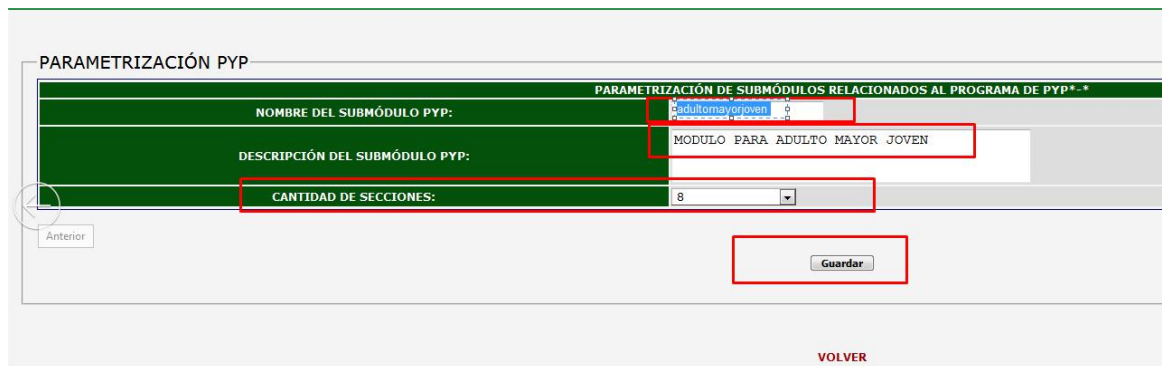 PARAMETRIZACIÓN PYP
PARAMETRIZACIÓN DE SUBMÓDULOS RELACIONADOS AL PROGRAMA DE PYP*-*
NOMBRE DEL SUBMÓDULO PYP: adultomayorjoven
DESCRIPCIÓN DEL SUBMÓDULO PYP: MODULO PARA ADULTO MAYOR JOVEN
CANTIDAD DE SECCIONES: 8
Anterior
Guardar
VOLVER